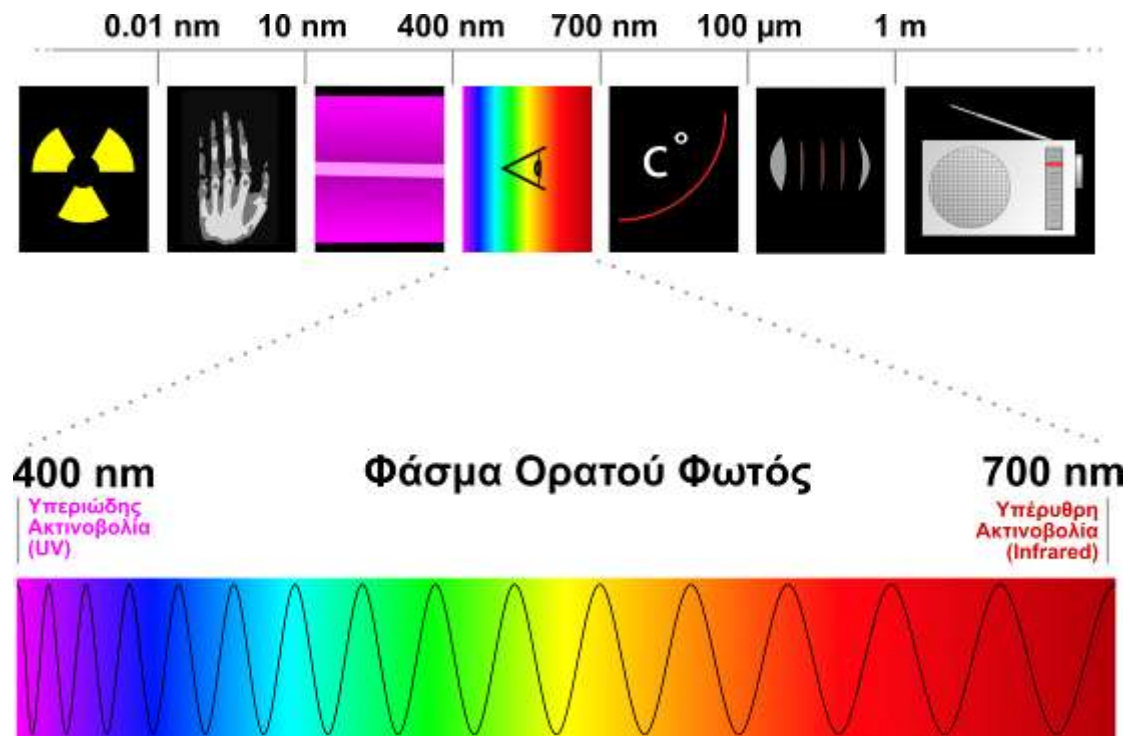 0.01 nm 10 nm 400 nm 700 nm 100 μm 1 m
C°
400 nm Φάσμα Ορατού Φωτός 700 nm
Υπεριώδης
Ακτινοβολία
(UV)
Υπέρυθρη
Ακτινοβολία
(Infrared)